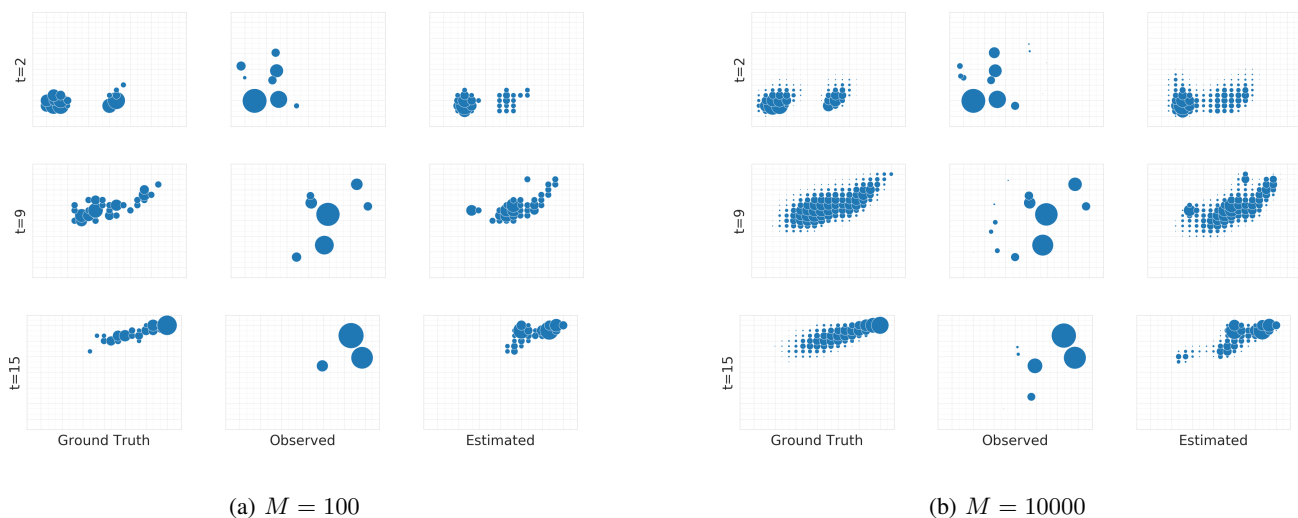 t=2
t=9
t=15
Ground Truth
Observed
Estimated
(a) M = 100
t=2
t=9
t=15
Ground Truth
Observed
Estimated
(b) M = 10000